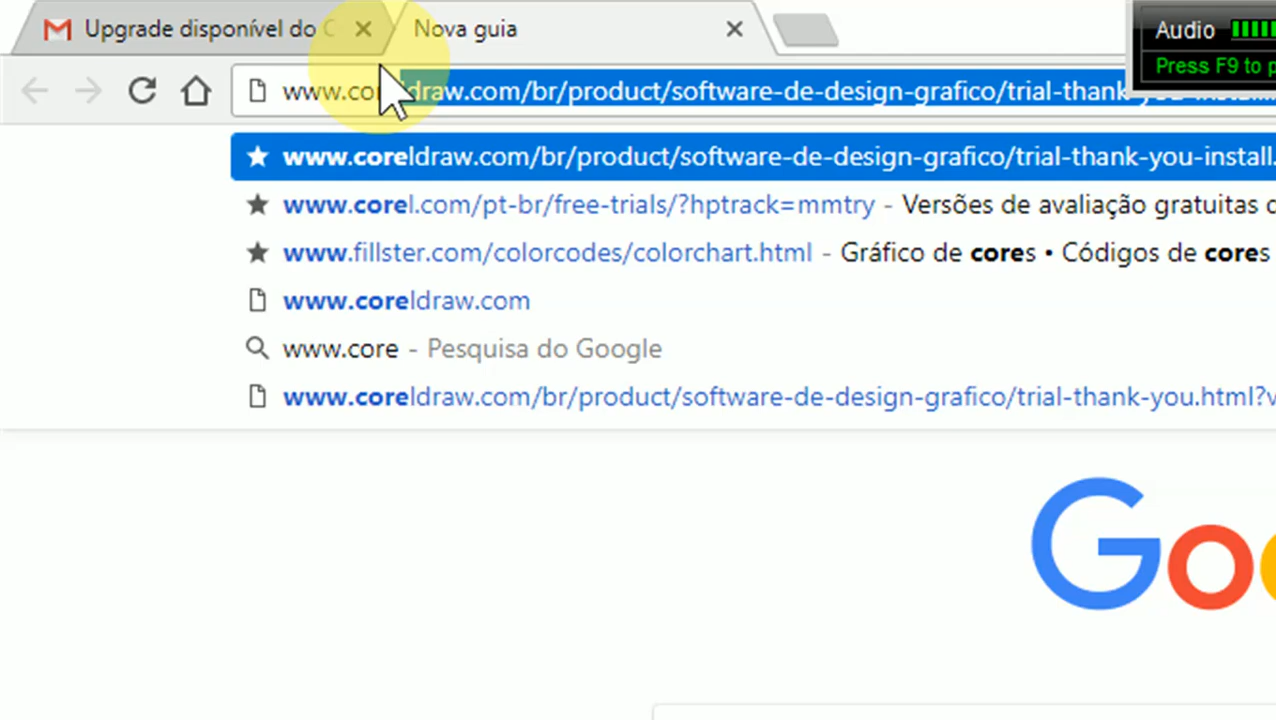 Upgrade disponível do C
Nova guia
Audio
Press F9 to p
www.coreldraw.com/br/product/software-de-design-grafico/trial-thank-you-install.
www.coreldraw.com/br/product/software-de-design-grafico/trial-thank-you-install.
www.corel.com/pt-br/free-trials/?hptrack=mmtry - Versões de avaliação gratuitas
www.fillster.com/colorcodes/colorchart.html - Gráfico de cores • Códigos de cores
www.coreldraw.com
www.core - Pesquisa do Google
www.coreldraw.com/br/product/software-de-design-grafico/trial-thank-you.html?v
Goo